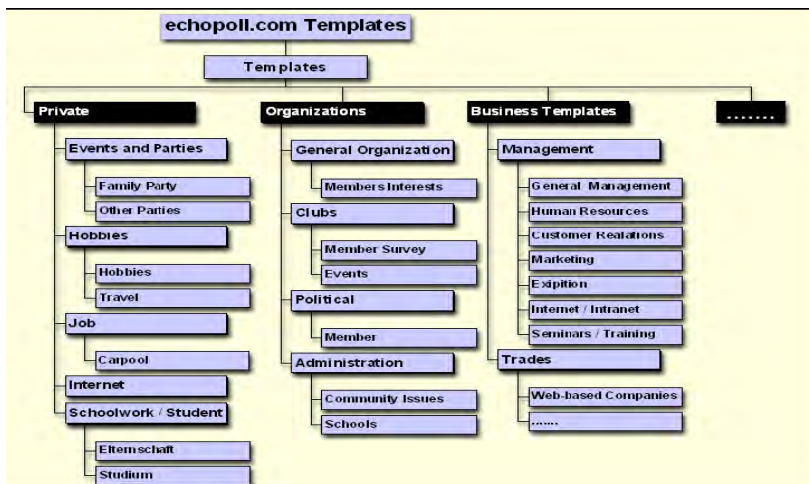 echopoll.com Templates
Templates
Private
Events and Parties
Family Party
Other Parties
Hobbies
Hobbies
Travel
Job
Carpool
Internet
Schoolwork / Student
Elternschaft
Studium
Organizations
General Organization
Members Interests
Clubs
Member Survey
Events
Political
Member
Administration
Community Issues
Schools
Business Templates
Management
General Management
Human Resources
Customer Realations
Marketing
Exipition
Internet / Intranet
Seminars / Training
Trades
Web-based Companies
.......
.......